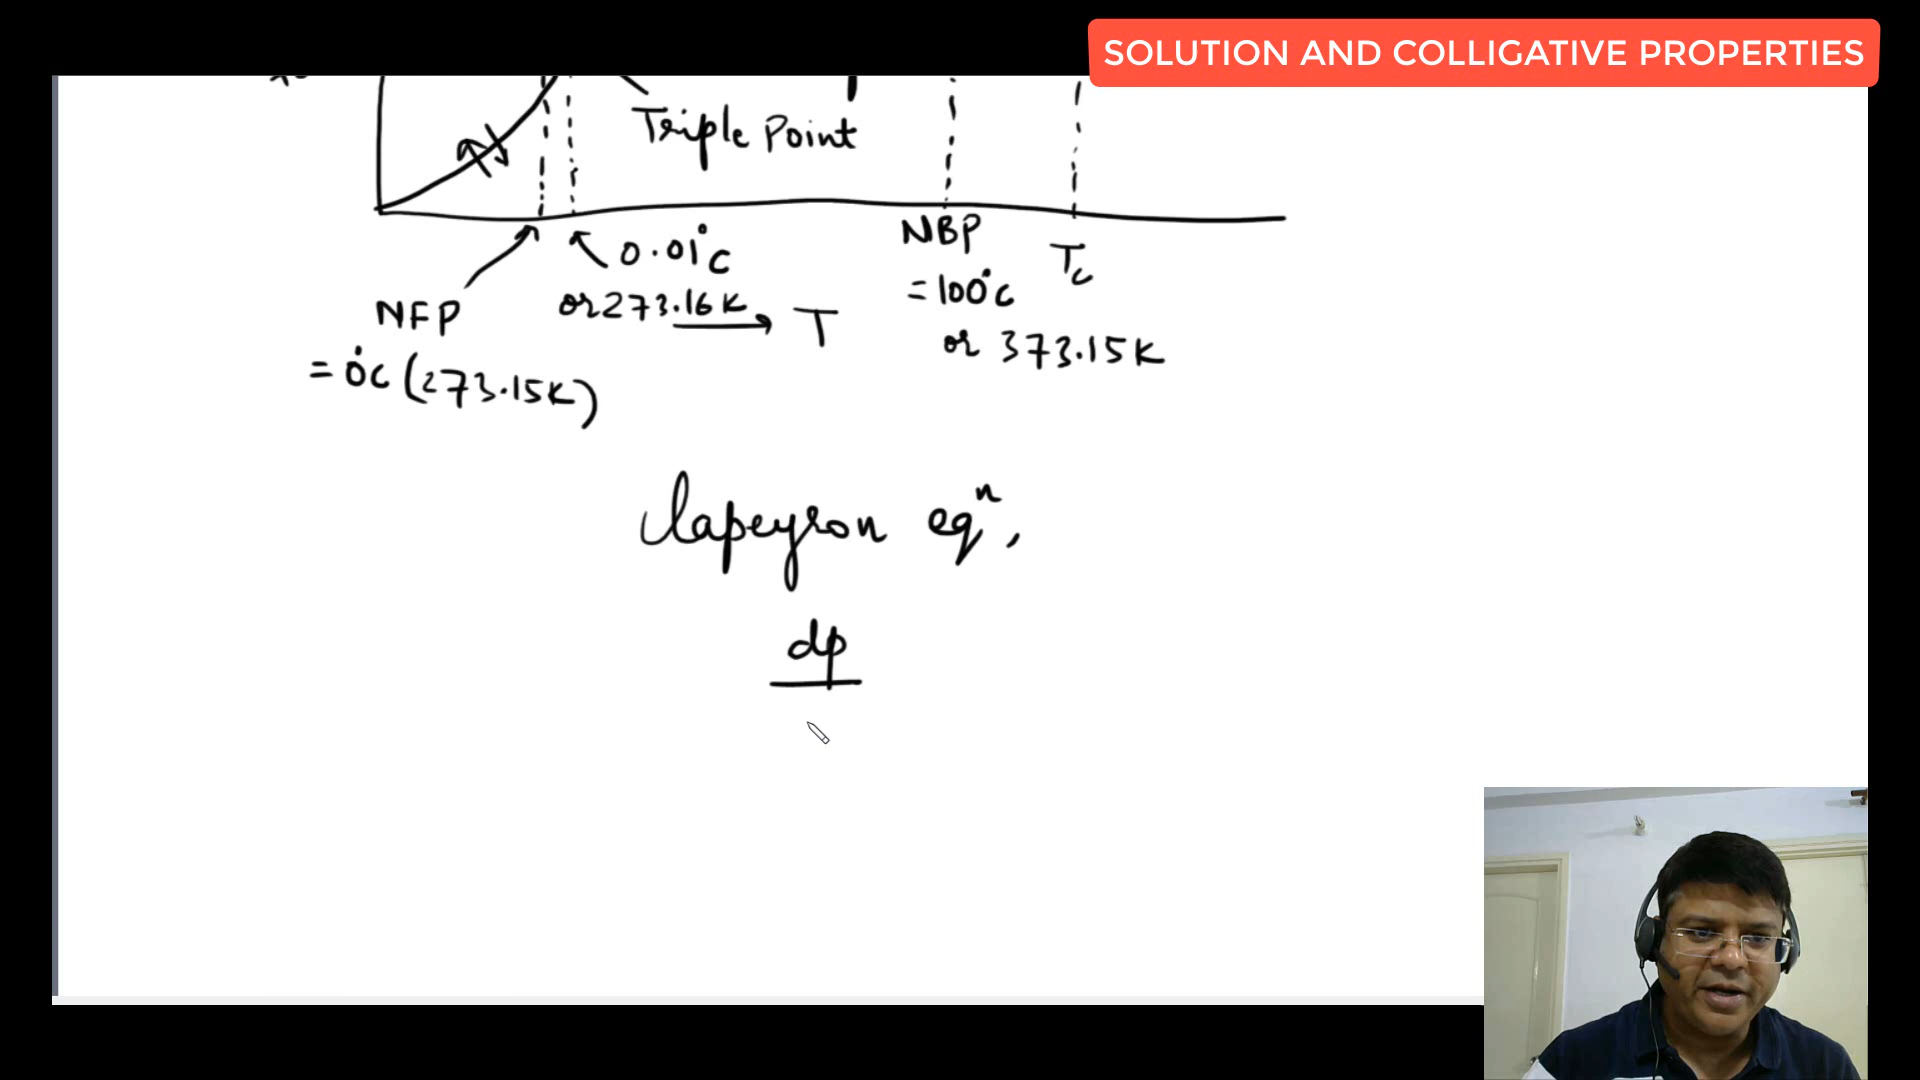 SOLUTION AND COLLIGATIVE PROPERTIES
Triple Point
0.01°C
or 273.16K
T
NBP
= 100°C
or 373.15K
Tc
NFP
= 0°C (273.15K)
Clapeyron eqⁿ,
dp